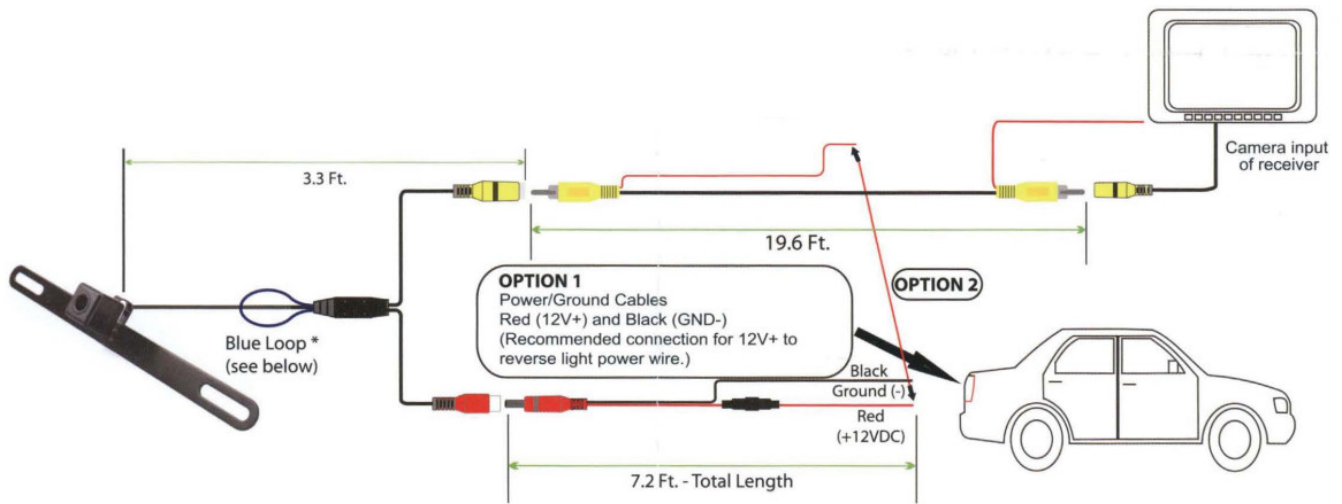 Camera input
of receiver
3.3 Ft.
19.6 Ft.
OPTION 1
Power/Ground Cables
Red (12V+) and Black (GND-)
(Recommended connection for 12V+ to
reverse light power wire.)
OPTION 2
Blue Loop *
(see below)
Black
Ground (-)
Red
(+12VDC)
7.2 Ft. - Total Length